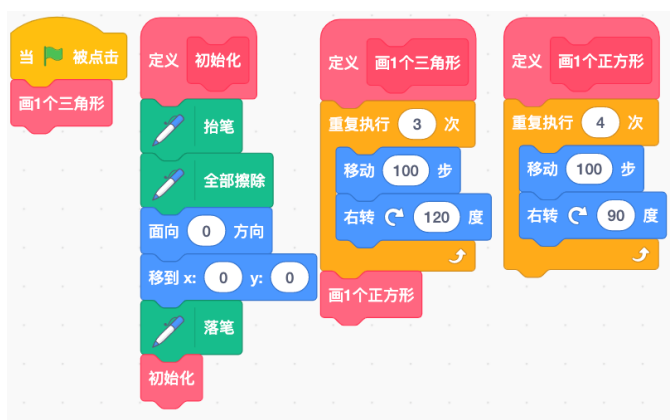 当 被点击
画1个三角形
定义 初始化
抬笔
全部擦除
面向 0 方向
移到 x: 0 y: 0
落笔
初始化
定义 画1个三角形
重复执行 3 次
移动 100 步
右转 120 度
画1个正方形
定义 画1个正方形
重复执行 4 次
移动 100 步
右转 90 度